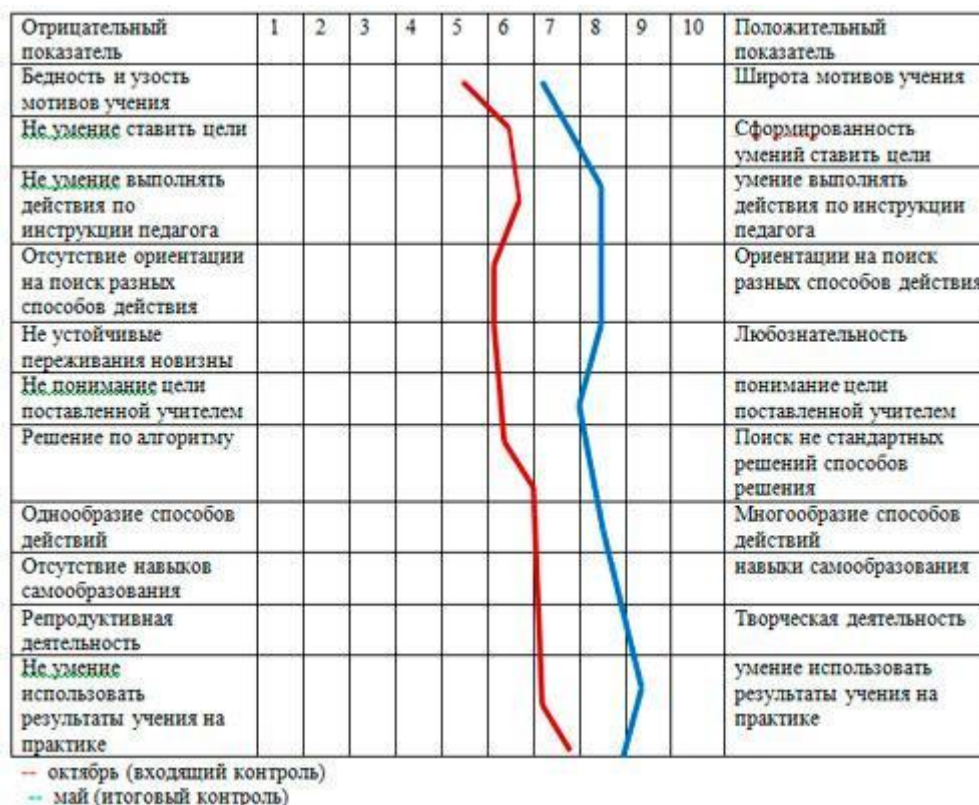 Отрицательный показатель 1 2 3 4 5 6 7 8 9 10 Положительный показатель
Бедность и узость
мотивов учения
Широта мотивов учения
Не умение ставить цели
Сформированность
умений ставить цели
Не умение выполнять
действия по
инструкции педагога
умение выполнять
действия по инструкции
педагога
Отсутствие ориентации
на поиск разных
способов действия
Ориентации на поиск
разных способов действия
Не устойчивые
переживания новизны
Любознательность
Не понимание цели
поставленной учителем
понимание цели
поставленной учителем
Решение по алгоритму
Поиск не стандартных
решений способов
решения
Однообразие способов
действий
Многообразие способов
действий
Отсутствие навыков
самообразования
навыки самообразования
Репродуктивная
деятельность
Творческая деятельность
Не умение
использовать
результаты учения на
практике
умение использовать
результаты учения на
практике
-- октябрь (входящий контроль)
-- май (итоговый контроль)